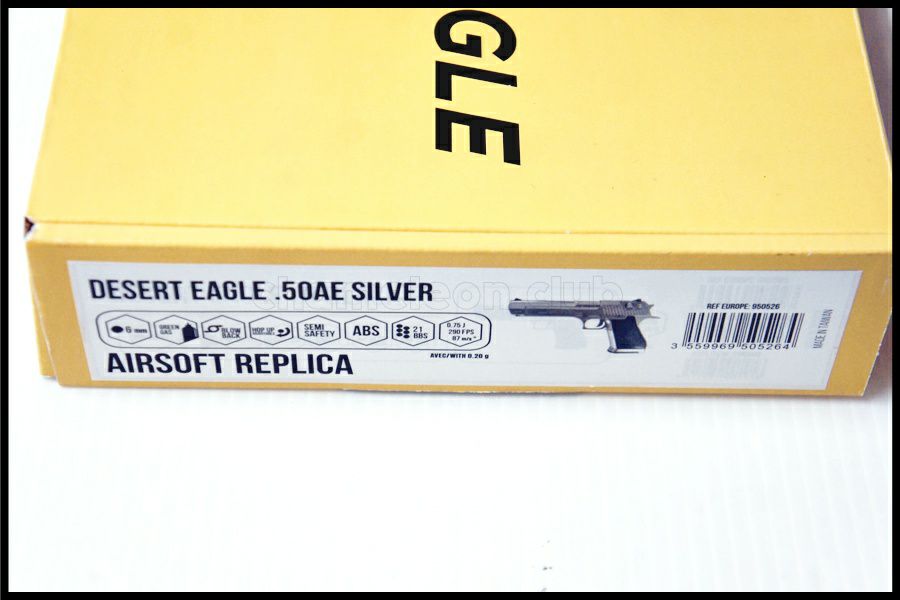 GLE
DESERT EAGLE .50AE SILVER
6 mm
GREEN GAS
BLOW BACK
HOP UP
SEMI SAFETY
ABS
21 BBS
0.75 J
290 FPS
87 m/s
AVEC/WITH 0.20 g
AIRSOFT REPLICA
REF EUROPE: 950526
3 559969 505264
MADE IN TAIWAN